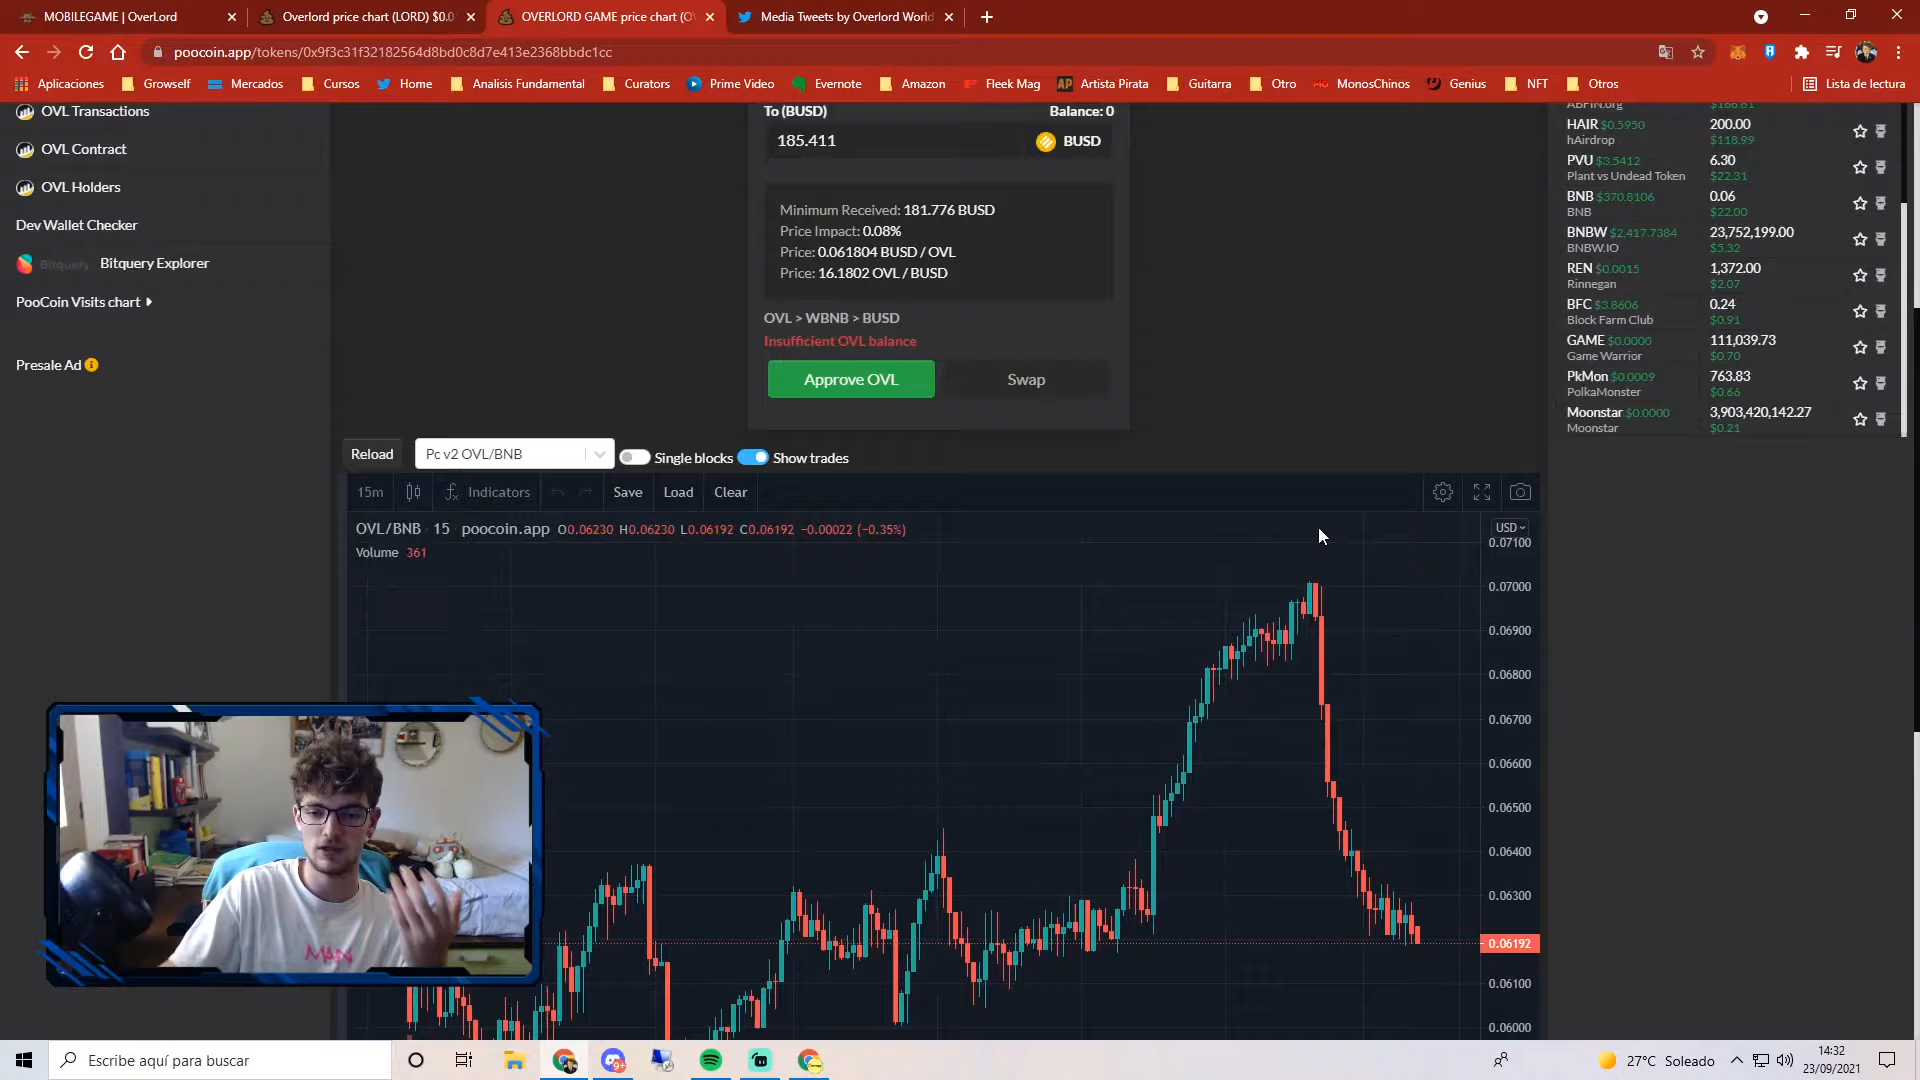 MOBILEGAME | OverLord
Overlord price chart (LORD) $0.0
OVERLORD GAME price chart (O
Media Tweets by Overlord World
poocoin.app/tokens/0x9f3c31f32182564d8bd0c8d7e413e2368bbdc1cc
Aplicaciones
Growself
Mercados
Cursos
Home
Analisis Fundamental
Curators
Prime Video
Evernote
Amazon
Fleek Mag
AP Artista Pirata
Guitarra
Otro
MonosChinos
Genius
NFT
Otros
Lista de lectura
OVL Transactions
OVL Contract
OVL Holders
Dev Wallet Checker
Bitquery Bitquery Explorer
PooCoin Visits chart
Presale Ad
To (BUSD) Balance: 0
185.411 BUSD
Minimum Received: 181.776 BUSD
Price Impact: 0.08%
Price: 0.061804 BUSD / OVL
Price: 16.1802 OVL / BUSD
OVL > WBNB > BUSD
Insufficient OVL balance
Approve OVL Swap
ABFIN.org $166.61
HAIR $0.5950 200.00
hAirdrop $118.99
PVU $3.5412 6.30
Plant vs Undead Token $22.31
BNB $370.8106 0.06
BNB $22.00
BNBW $2,417.7384 23,752,199.00
BNBW.IO $5.32
REN $0.0015 1,372.00
Rinnegan $2.07
BFC $3.8606 0.24
Block Farm Club $0.91
GAME $0.0000 111,039.73
Game Warrior $0.70
PkMon $0.0009 763.83
PolkaMonster $0.66
Moonstar $0.0000 3,903,420,142.27
Moonstar $0.21
Reload Pc v2 OVL/BNB Single blocks Show trades
15m Indicators Save Load Clear
OVL/BNB · 15 poocoin.app O0.06230 H0.06230 L0.06192 C0.06192 −0.00022 (−0.35%)
Volume 361
USD
0.07100
0.07000
0.06900
0.06800
0.06700
0.06600
0.06500
0.06400
0.06300
0.06192
0.06100
0.06000
MAN
Escribe aquí para buscar
9+
27°C Soleado
14:32
23/09/2021